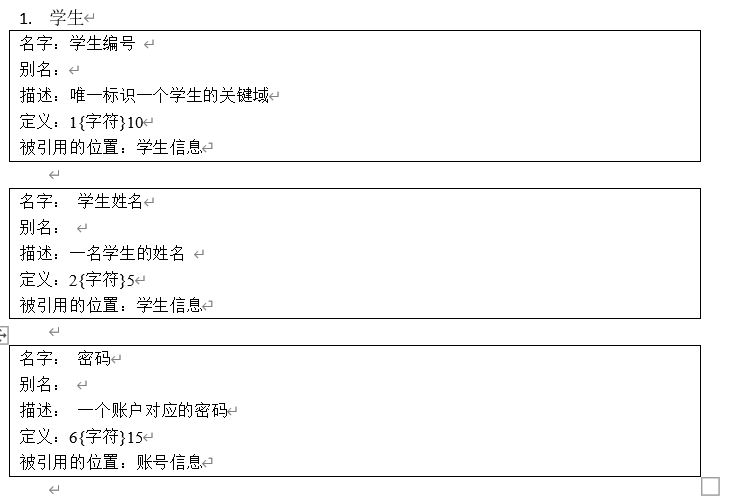 1. 学生
名字：学生编号
别名：
描述：唯一标识一个学生的关键域
定义：1{字符}10
被引用的位置：学生信息
名字： 学生姓名
别名：
描述：一名学生的姓名
定义：2{字符}5
被引用的位置：学生信息
名字： 密码
别名：
描述： 一个账户对应的密码
定义：6{字符}15
被引用的位置：账号信息